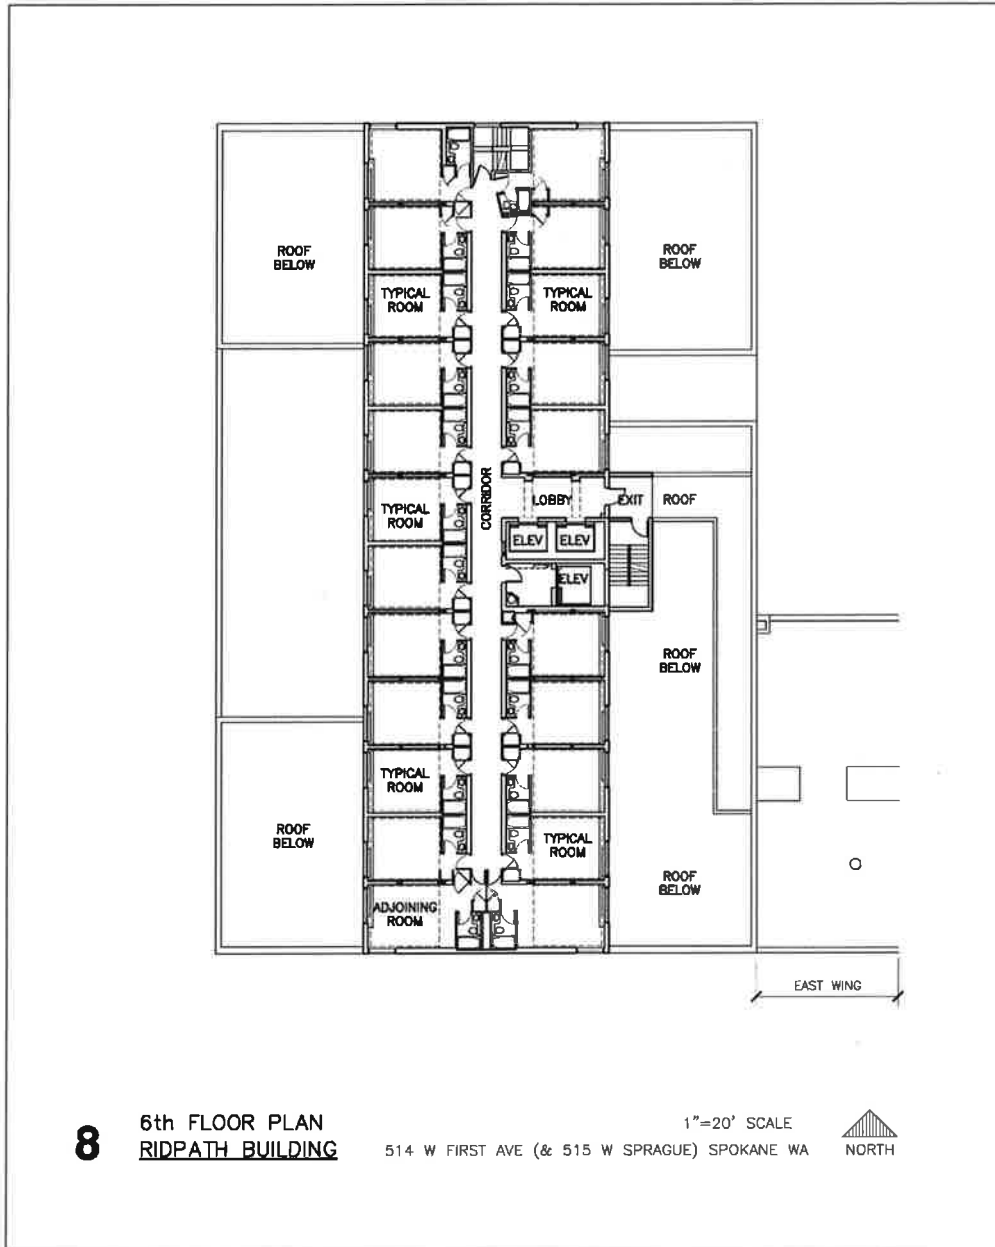 ROOF
BELOW
ROOF
BELOW
TYPICAL
ROOM
TYPICAL
ROOM
CORRIDOR
LOBBY
EXIT
ROOF
TYPICAL
ROOM
ELEV
ELEV
ELEV
ROOF
BELOW
TYPICAL
ROOM
ROOF
BELOW
TYPICAL
ROOM
ROOF
BELOW
ADJOINING
ROOM
EAST WING
8
6th FLOOR PLAN
RIDPATH BUILDING
1"=20' SCALE
514 W FIRST AVE (& 515 W SPRAGUE) SPOKANE WA
NORTH